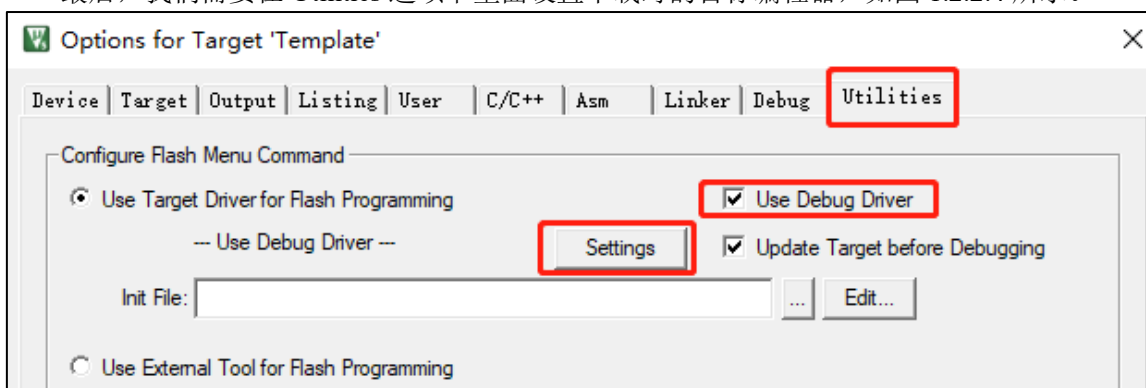 Options for Target 'Template'
Device Target Output Listing User C/C++ Asm Linker Debug Utilities
Configure Flash Menu Command
Use Target Driver for Flash Programming Use Debug Driver
--- Use Debug Driver --- Settings Update Target before Debugging
Init File: ... Edit...
Use External Tool for Flash Programming